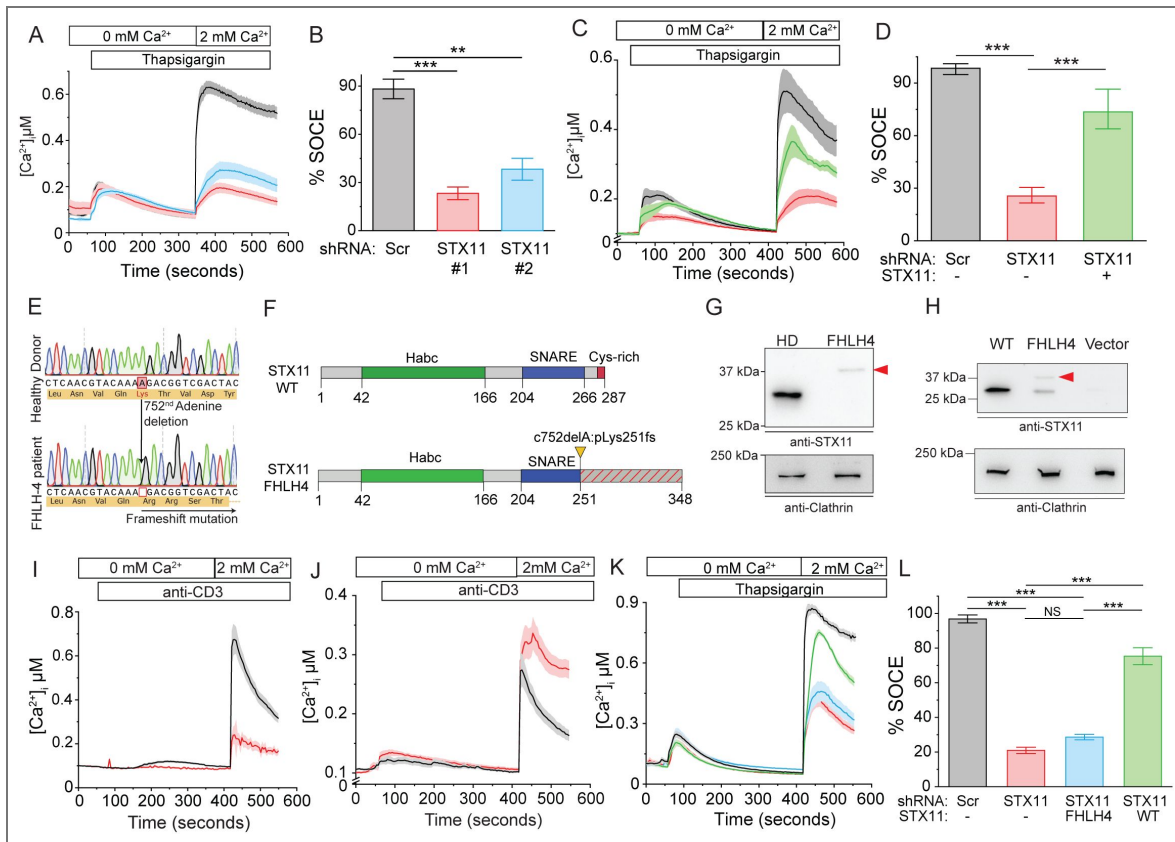 A
0 mM Ca²⁺ 2 mM Ca²⁺
Thapsigargin
[Ca²⁺]ᵢμM
0.6
0.4
0.2
0
0 100 200 300 400 500 600
Time (seconds)
B
**
***
% SOCE
90
60
30
0
shRNA: Scr STX11 STX11
#1 #2
C
0 mM Ca²⁺ 2 mM Ca²⁺
Thapsigargin
[Ca²⁺]ᵢ μM
0.6
0.4
0.2
0
0 100 200 300 400 500 600
Time (seconds)
D
*** ***
% SOCE
90
60
30
0
shRNA: Scr STX11 STX11
STX11: - - +
E
Healthy Donor
CTCAACGTACAAAAGACGGTCGACTAC
Leu Asn Val Gln Lys Thr Val Asp Tyr
752ⁿᵈ Adenine
deletion
FHLH-4 patient
CTCAACGTACAAA GACGGTCGACTAC
Leu Asn Val Gln Arg Arg Ser Thr
Frameshift mutation
F
STX11
WT
Habc SNARE Cys-rich
1 42 166 204 266 287
c752delA:pLys251fs
STX11
FHLH4
Habc SNARE
1 42 166 204 251 348
G
HD FHLH4
37 kDa
25 kDa
anti-STX11
250 kDa
anti-Clathrin
H
WT FHLH4 Vector
37 kDa
25 kDa
anti-STX11
250 kDa
anti-Clathrin
I
0 mM Ca²⁺ 2 mM Ca²⁺
anti-CD3
[Ca²⁺]ᵢ μM
0.8
0.6
0.4
0.2
0
0 100 200 300 400 500 600
Time (seconds)
J
0 mM Ca²⁺ 2mM Ca²⁺
anti-CD3
[Ca²⁺]ᵢ μM
0.4
0.3
0.2
0.1
0
0 100 200 300 400 500 600
Time (seconds)
K
0 mM Ca²⁺ 2 mM Ca²⁺
Thapsigargin
[Ca²⁺]ᵢ μM
0.9
0.6
0.3
0
0 100 200 300 400 500 600
Time (seconds)
L
***
***
*** NS ***
% SOCE
100
80
60
40
20
0
shRNA: Scr STX11 STX11 STX11
STX11: - - FHLH4 WT